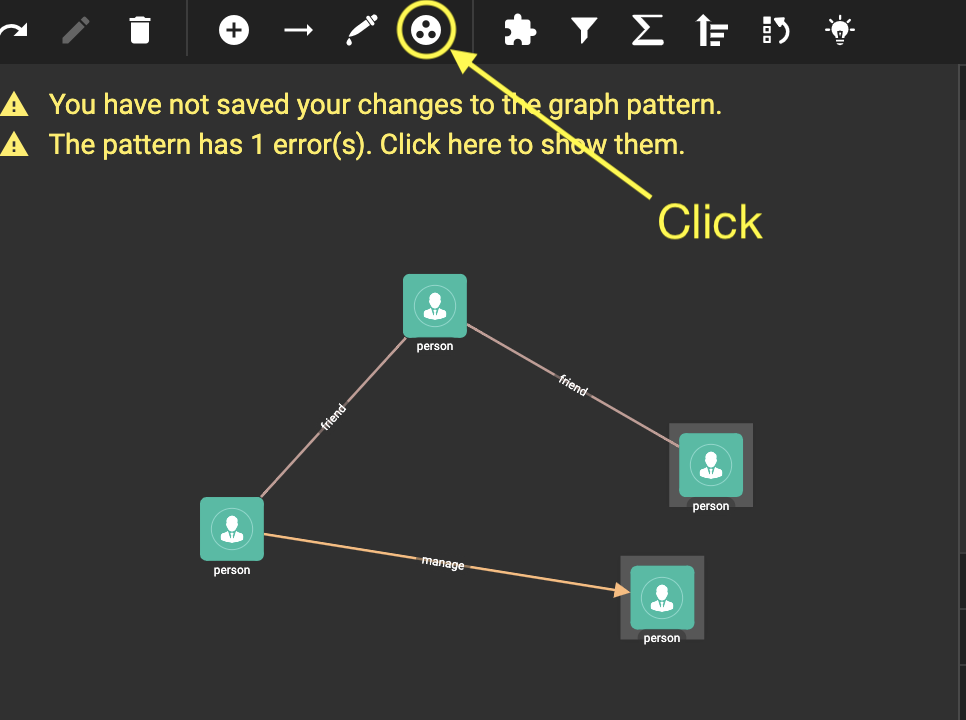 You have not saved your changes to the graph pattern.
The pattern has 1 error(s). Click here to show them.
Click
person
friend
friend
person
person
manage
person